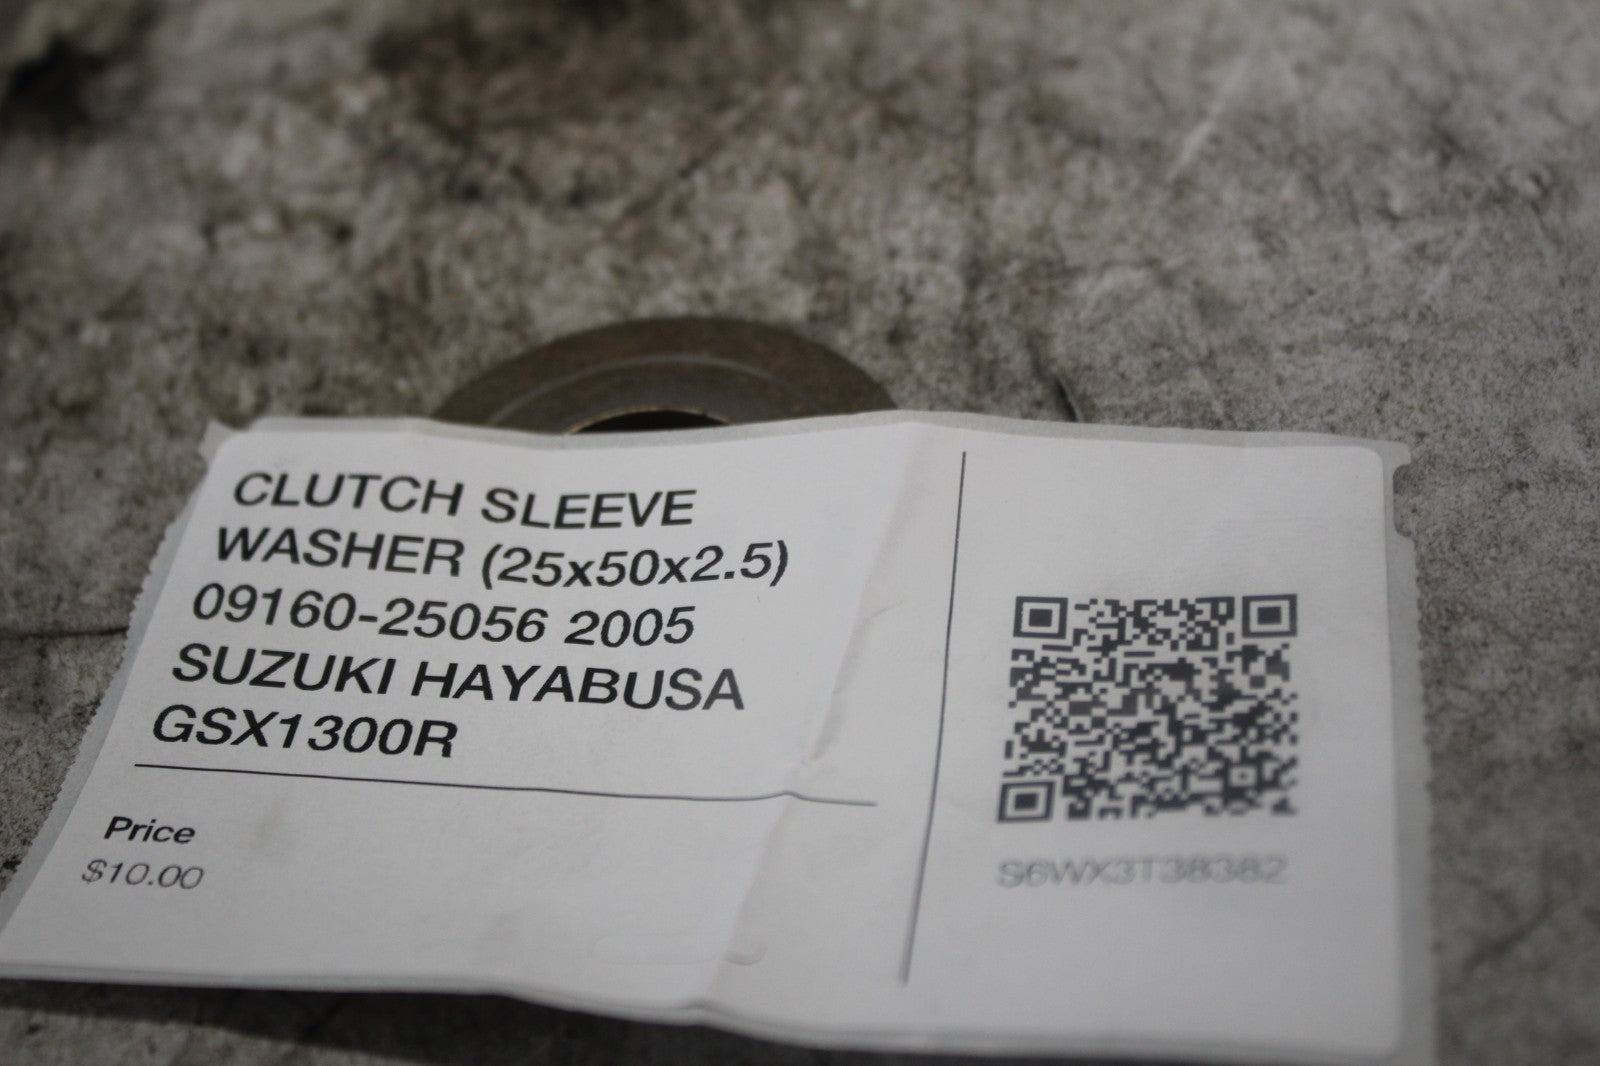 CLUTCH SLEEVE
WASHER (25x50x2.5)
09160-25056 2005
SUZUKI HAYABUSA
GSX1300R
Price
$10.00
S6WX3T38382